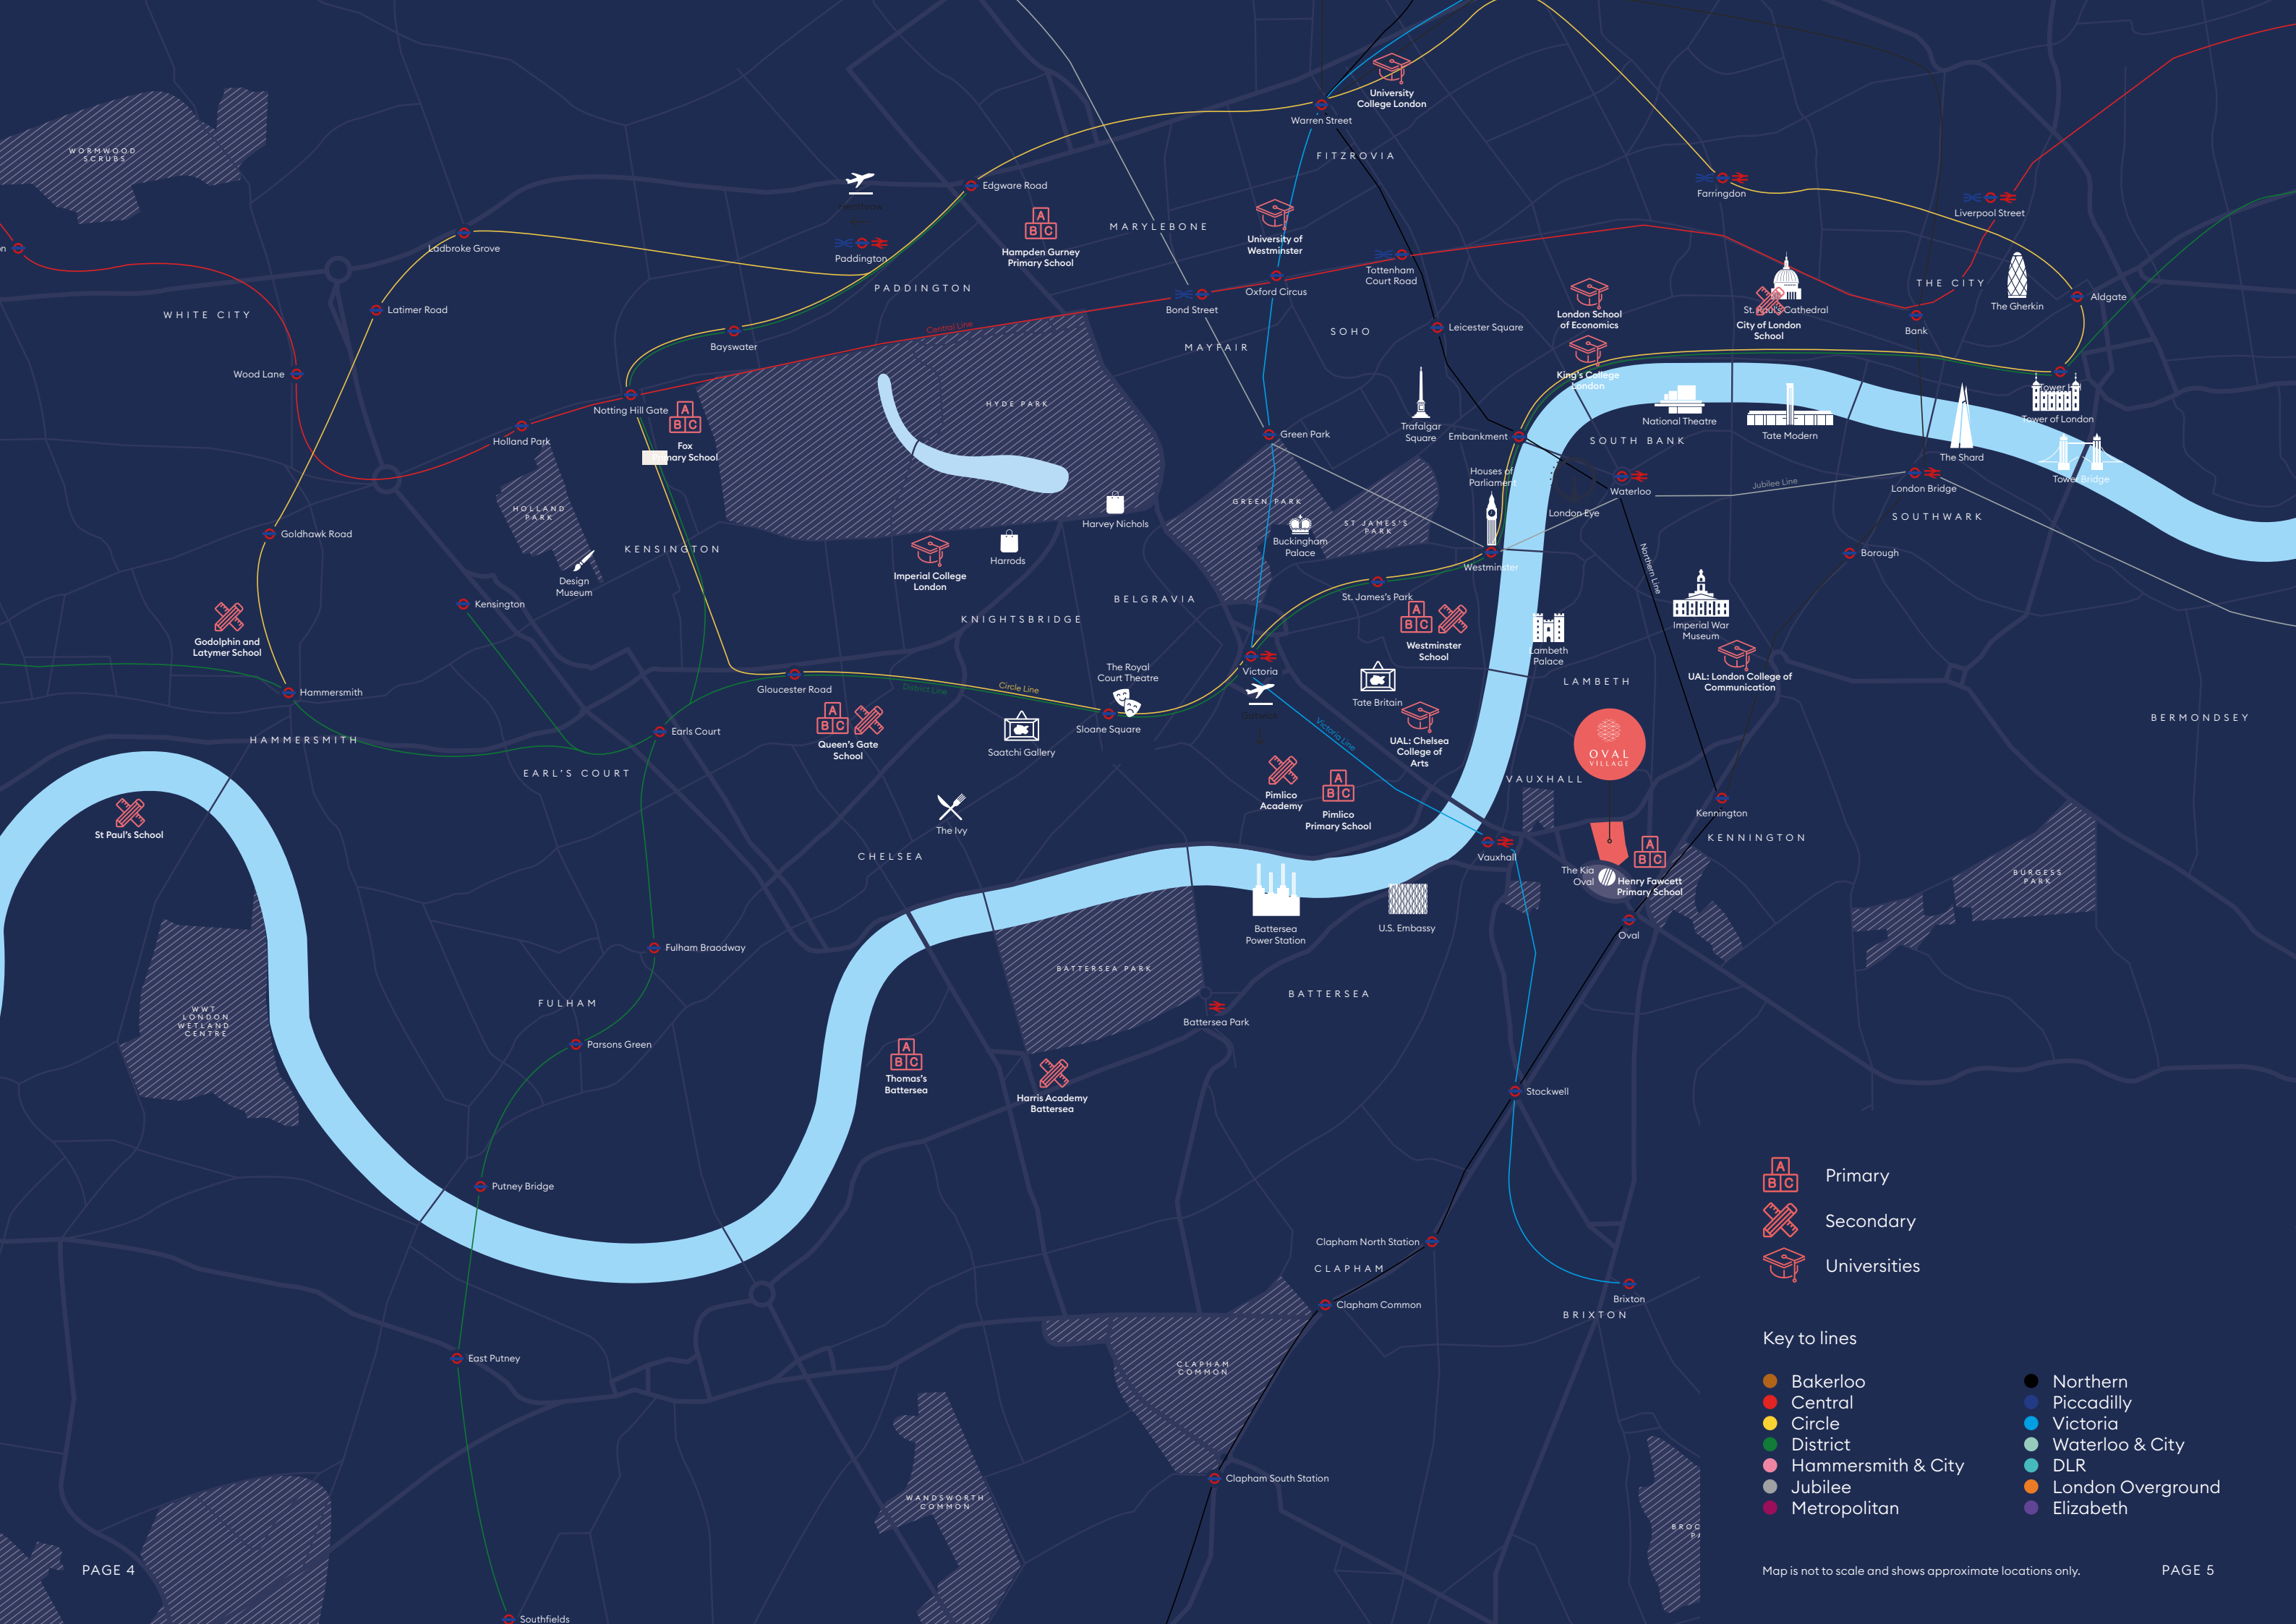 University
College London
Warren Street
FITZROVIA
WORMWOOD
SCRUBS
Heathrow
Edgware Road
Farringdon
Liverpool Street
Ladbroke Grove
Paddington
Hampden Gurney
Primary School
MARYLEBONE
University of
Westminster
Tottenham
Court Road
Oxford Circus
PADDINGTON
THE CITY
The Gherkin
Aldgate
WHITE CITY
Latimer Road
Bond Street
London School
of Economics
St. Paul's Cathedral
City of London
School
Bank
Central Line
SOHO
Leicester Square
Bayswater
MAYFAIR
Wood Lane
King's College
London
Tower Hill
Notting Hill Gate
HYDE PARK
Holland Park
Fox
Primary School
Green Park
Trafalgar
Square
Embankment
National Theatre
SOUTH BANK
Tate Modern
Tower of London
The Shard
Tower Bridge
Houses of
Parliament
Waterloo
Jubilee Line
London Bridge
HOLLAND
PARK
GREEN PARK
Harvey Nichols
ST JAMES'S
PARK
London Eye
SOUTHWARK
Goldhawk Road
KENSINGTON
Harrods
Buckingham
Palace
Borough
Design
Museum
Imperial College
London
Westminster
Northern Line
Kensington
KNIGHTSBRIDGE
BELGRAVIA
St. James's Park
Imperial War
Museum
Godolphin and
Latymer School
Westminster
School
Lambeth
Palace
Hammersmith
Gloucester Road
District Line
Circle Line
The Royal
Court Theatre
Victoria
Gatwick
Tate Britain
LAMBETH
UAL: London College of
Communication
BERMONDSEY
HAMMERSMITH
Earls Court
Queen's Gate
School
Saatchi Gallery
Sloane Square
Victoria Line
UAL: Chelsea
College of
Arts
OVAL
VILLAGE
EARL'S COURT
VAUXHALL
Pimlico
Academy
Pimlico
Primary School
Kennington
KENNINGTON
St Paul's School
The Ivy
CHELSEA
Vauxhall
The Kia
Oval
Henry Fawcett
Primary School
BURGESS
PARK
Battersea
Power Station
U.S. Embassy
Oval
Fulham Braodway
BATTERSEA PARK
BATTERSEA
FULHAM
WWT
LONDON
WETLAND
CENTRE
Battersea Park
Parsons Green
Thomas's
Battersea
Harris Academy
Battersea
Stockwell
Putney Bridge
Clapham North Station
CLAPHAM
Brixton
BRIXTON
Clapham Common
East Putney
CLAPHAM
COMMON
Clapham South Station
WANDSWORTH
COMMON
Southfields
A
B C
Primary
Secondary
Universities
Key to lines
Bakerloo
Central
Circle
District
Hammersmith & City
Jubilee
Metropolitan
Northern
Piccadilly
Victoria
Waterloo & City
DLR
London Overground
Elizabeth
PAGE 4
Map is not to scale and shows approximate locations only.
PAGE 5